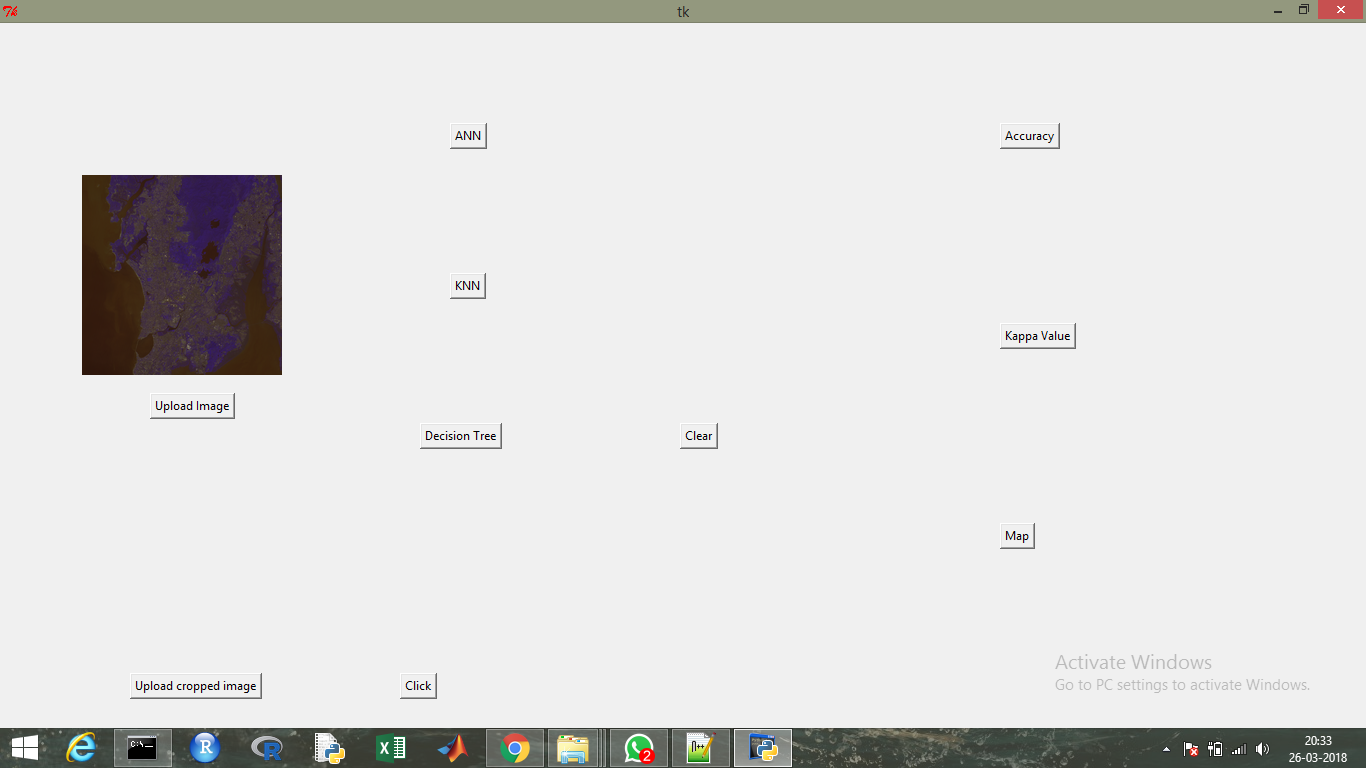 tk
ANN
Accuracy
KNN
Kappa Value
Upload Image
Decision Tree
Clear
Map
Activate Windows
Go to PC settings to activate Windows.
Upload cropped image
Click
C:\.
R
R
2
20:33
26-03-2018